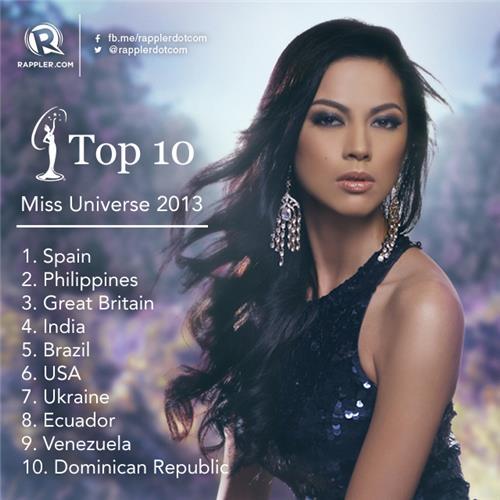 R
RAPPLER.COM
fb.me/rapplerdotcom
@rapplerdotcom
Top 10
Miss Universe 2013
1. Spain
2. Philippines
3. Great Britain
4. India
5. Brazil
6. USA
7. Ukraine
8. Ecuador
9. Venezuela
10. Dominican Republic